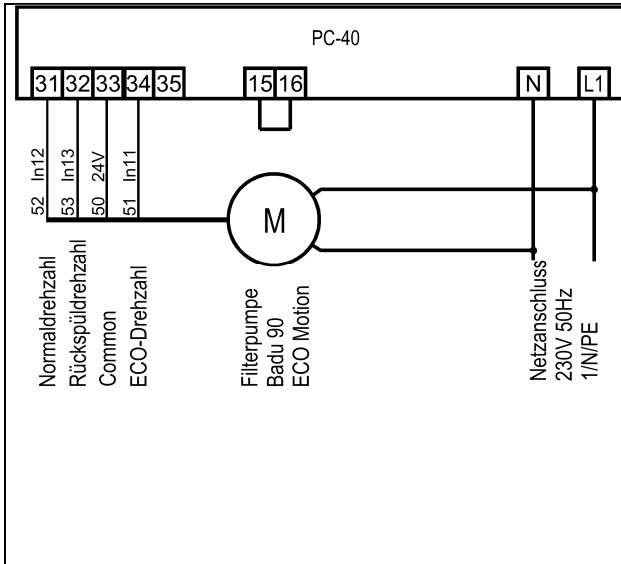 PC-40
31 32 33 34 35
15 16
N
L1
52 In12
53 In13
50 24V
51 In11
M
Normaldrehzahl
Rückspüldrehzahl
Common
ECO-Drehzahl
Filterpumpe
Badu 90
ECO Motion
Netzanschluss
230V 50Hz
1/N/PE